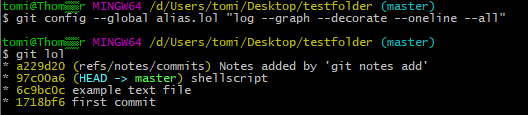 tomi@Thom MINGW64 /d/Users/tomi/Desktop/testfolder (master)
$ git config --global alias.lol "log --graph --decorate --oneline --all"
tomi@Thom MINGW64 /d/Users/tomi/Desktop/testfolder (master)
$ git lol
* a229d20 (refs/notes/commits) Notes added by 'git notes add'
* 97c00a6 (HEAD -> master) shellscript
* 6c9bc0c example text file
* 1718bf6 first commit